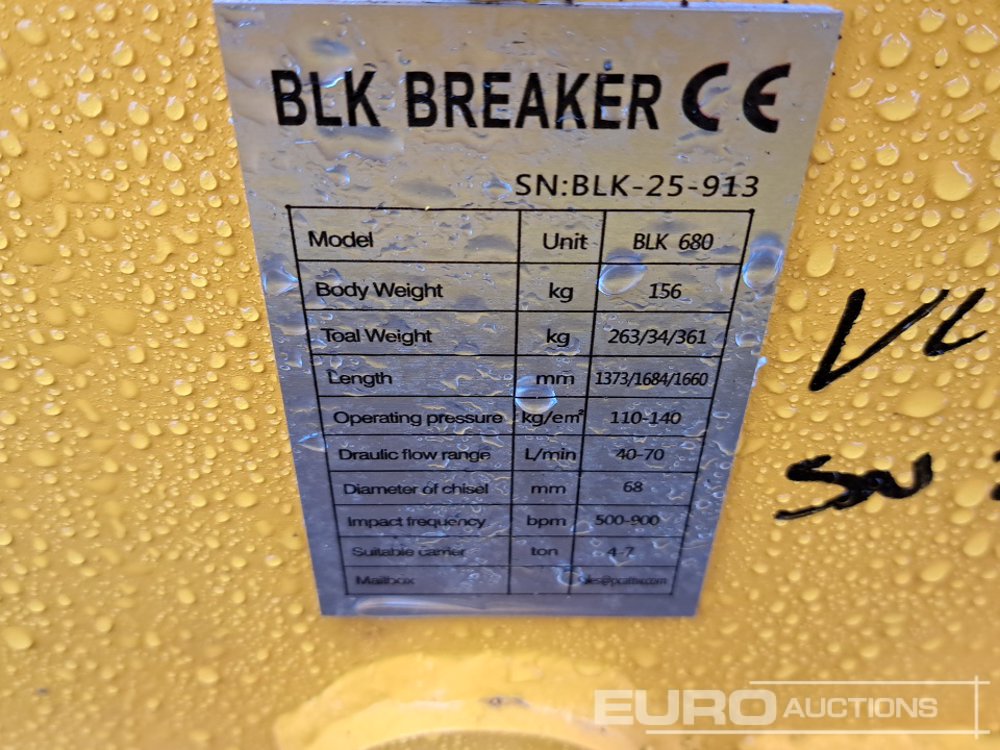 BLK BREAKER CE
SN:BLK-25-913
Model Unit BLK 680
Body Weight kg 156
Toal Weight kg 263/34/361
Length mm 1373/1684/1660
Operating pressure kg/em² 110-140
Draulic flow range L/min 40-70
Diameter of chisel mm 68
Impact frequency bpm 500-900
Suitable carrier ton 4-7
Mailbox
SN
EURO AUCTIONS